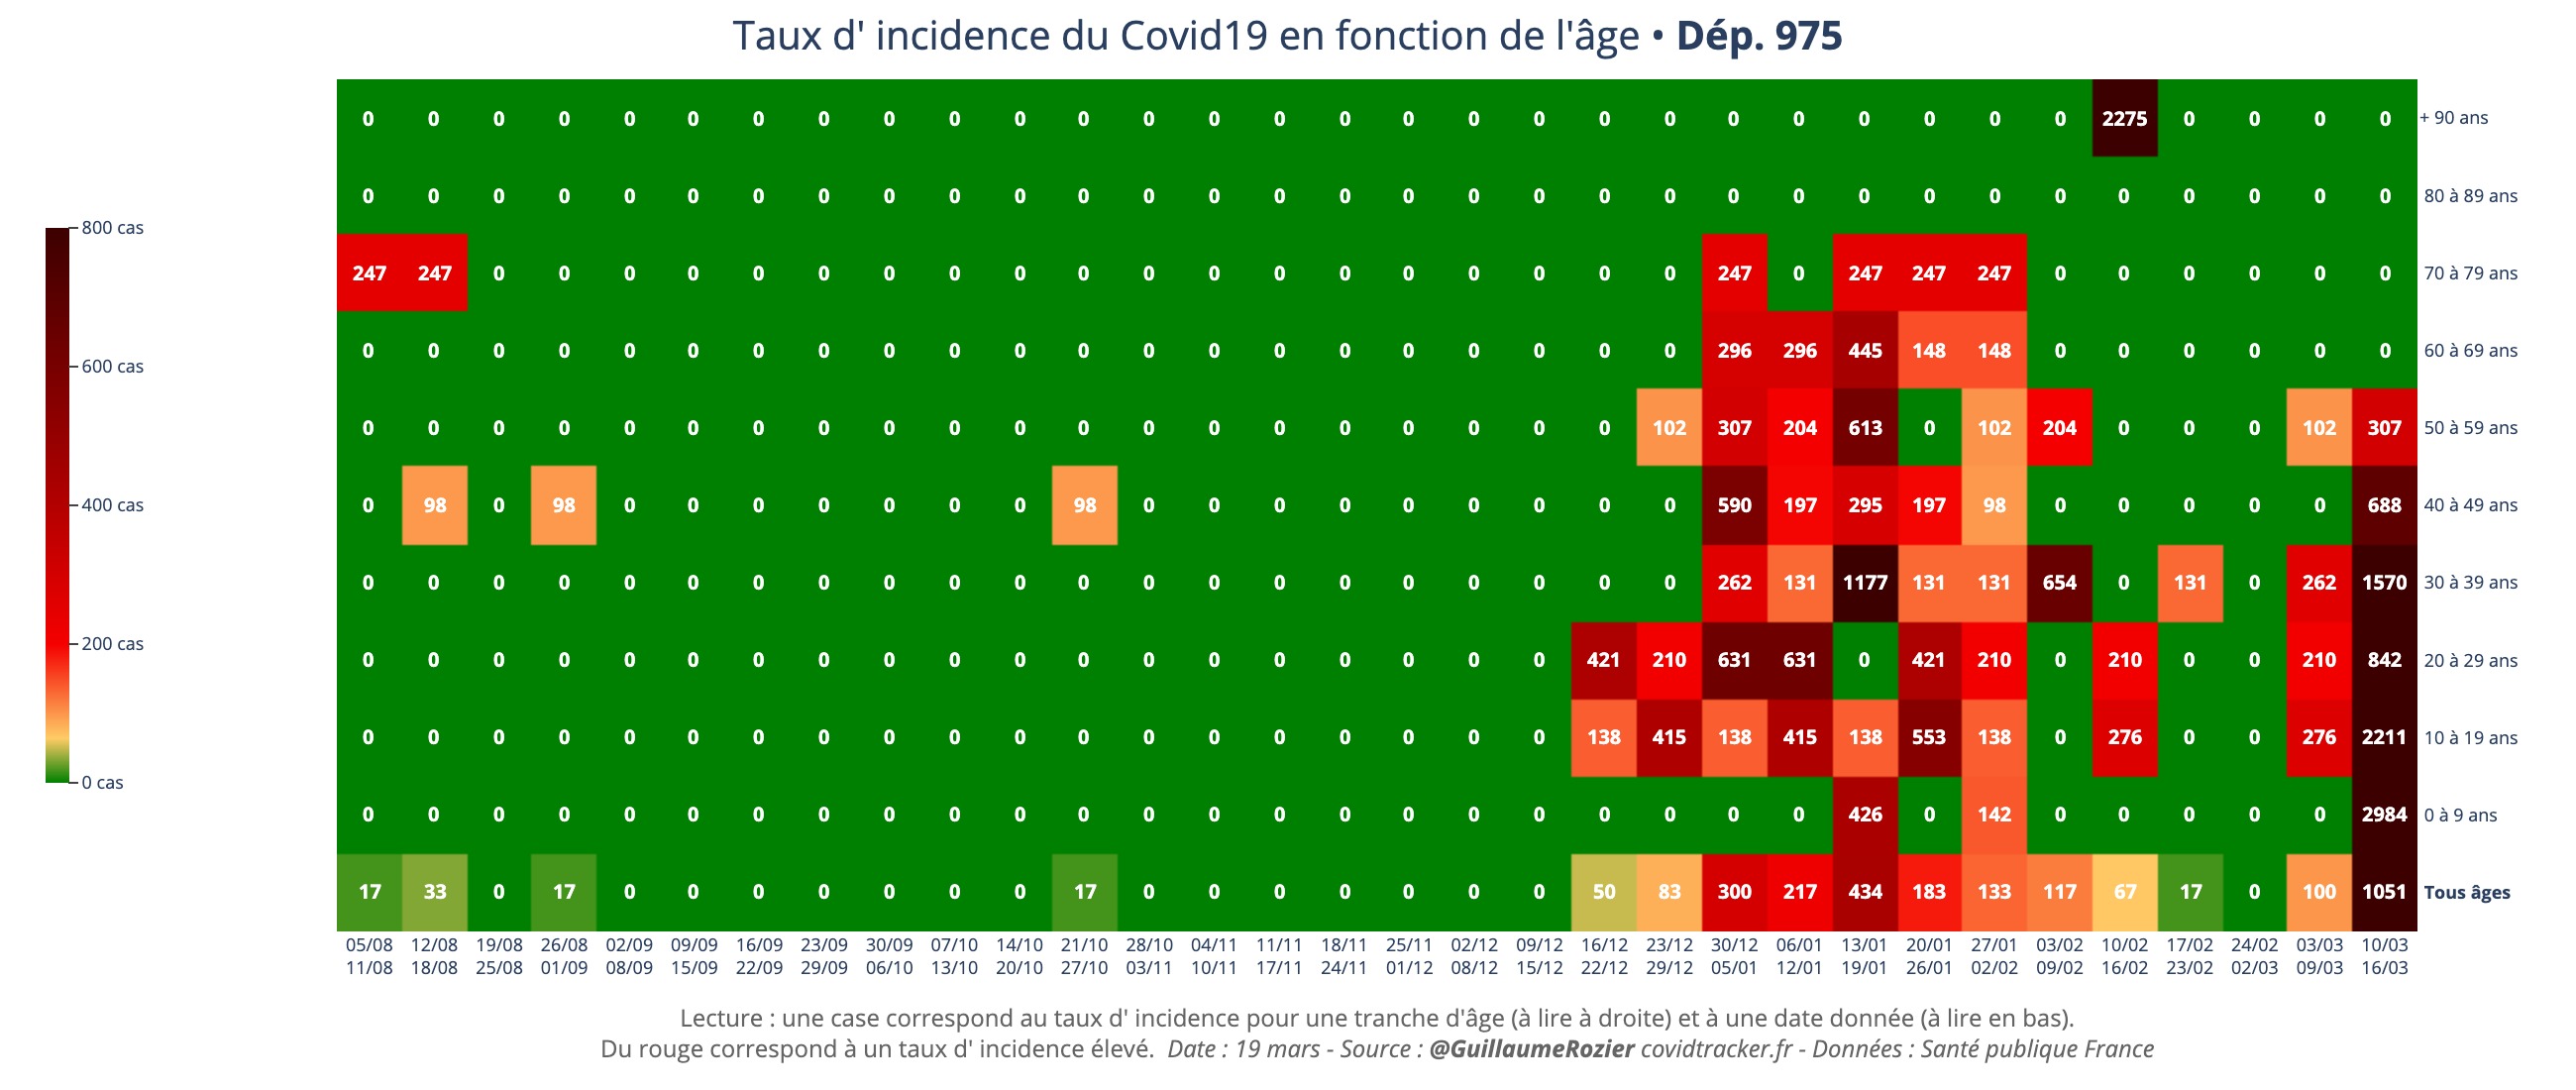 Taux d' incidence du Covid19 en fonction de l'âge • Dép. 975
0 0 0 0 0 0 0 0 0 0 0 0 0 0 0 0 0 0 0 0 0 0 0 0 0 0 0 2275 0 0 0 0 + 90 ans
0 0 0 0 0 0 0 0 0 0 0 0 0 0 0 0 0 0 0 0 0 0 0 0 0 0 0 0 0 0 0 0 80 à 89 ans
800 cas
247 247 0 0 0 0 0 0 0 0 0 0 0 0 0 0 0 0 0 0 0 247 0 247 247 247 0 0 0 0 0 0 70 à 79 ans
0 0 0 0 0 0 0 0 0 0 0 0 0 0 0 0 0 0 0 0 0 296 296 445 148 148 0 0 0 0 0 0 60 à 69 ans
600 cas
0 0 0 0 0 0 0 0 0 0 0 0 0 0 0 0 0 0 0 0 102 307 204 613 0 102 204 0 0 0 102 307 50 à 59 ans
400 cas
0 98 0 98 0 0 0 0 0 0 0 98 0 0 0 0 0 0 0 0 0 590 197 295 197 98 0 0 0 0 0 688 40 à 49 ans
0 0 0 0 0 0 0 0 0 0 0 0 0 0 0 0 0 0 0 0 0 262 131 1177 131 131 654 0 131 0 262 1570 30 à 39 ans
200 cas
0 0 0 0 0 0 0 0 0 0 0 0 0 0 0 0 0 0 0 421 210 631 631 0 421 210 0 210 0 0 210 842 20 à 29 ans
0 0 0 0 0 0 0 0 0 0 0 0 0 0 0 0 0 0 0 138 415 138 415 138 553 138 0 276 0 0 276 2211 10 à 19 ans
0 cas
0 0 0 0 0 0 0 0 0 0 0 0 0 0 0 0 0 0 0 0 0 0 0 426 0 142 0 0 0 0 0 2984 0 à 9 ans
17 33 0 17 0 0 0 0 0 0 0 17 0 0 0 0 0 0 0 50 83 300 217 434 183 133 117 67 17 0 100 1051 Tous âges
05/08 12/08 19/08 26/08 02/09 09/09 16/09 23/09 30/09 07/10 14/10 21/10 28/10 04/11 11/11 18/11 25/11 02/12 09/12 16/12 23/12 30/12 06/01 13/01 20/01 27/01 03/02 10/02 17/02 24/02 03/03 10/03
11/08 18/08 25/08 01/09 08/09 15/09 22/09 29/09 06/10 13/10 20/10 27/10 03/11 10/11 17/11 24/11 01/12 08/12 15/12 22/12 29/12 05/01 12/01 19/01 26/01 02/02 09/02 16/02 23/02 02/03 09/03 16/03
Lecture : une case correspond au taux d' incidence pour une tranche d'âge (à lire à droite) et à une date donnée (à lire en bas).
Du rouge correspond à un taux d' incidence élevé. Date : 19 mars - Source : @GuillaumeRozier covidtracker.fr - Données : Santé publique France